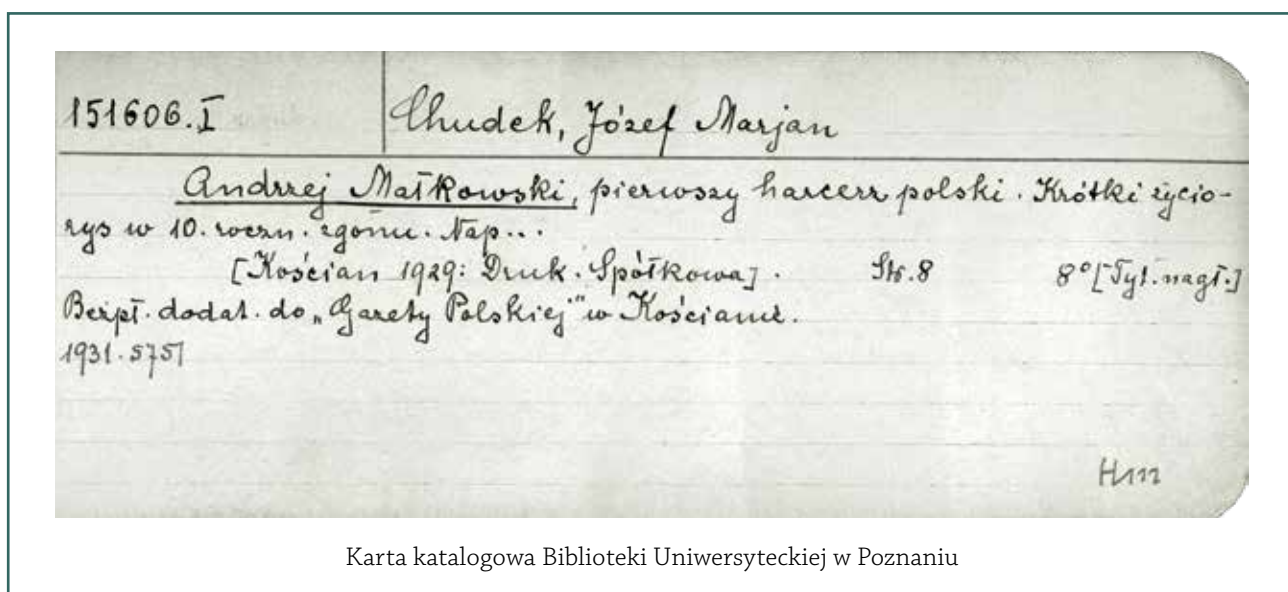 151606.I Chudek, Józef Marjan
Andrzej Małkowski, pierwszy harcerz polski. Krótki życio-
rys w 10. roczn. zgonu. Nap...
[Kościan 1929: Druk. Spółkowa]. Str. 8 8° [Tyt. nagł.]
Bezpł. dodat. do „Gazety Polskiej" w Kościanie.
1931.5751
Karta katalogowa Biblioteki Uniwersyteckiej w Poznaniu